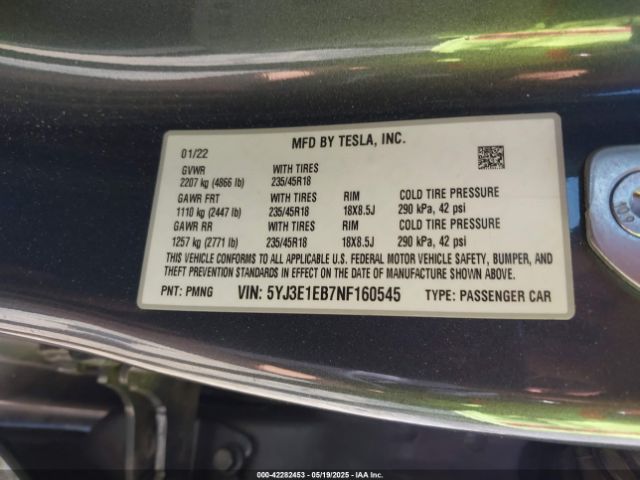 MFD BY TESLA, INC.
01/22
GVWR WITH TIRES
2207 kg (4866 lb) 235/45R18
GAWR FRT WITH TIRES RIM COLD TIRE PRESSURE
1110 kg (2447 lb) 235/45R18 18X8.5J 290 kPa, 42 psi
GAWR RR WITH TIRES RIM COLD TIRE PRESSURE
1257 kg (2771 lb) 235/45R18 18X8.5J 290 kPa, 42 psi
THIS VEHICLE CONFORMS TO ALL APPLICABLE U.S. FEDERAL MOTOR VEHICLE SAFETY, BUMPER, AND
THEFT PREVENTION STANDARDS IN EFFECT ON THE DATE OF MANUFACTURE SHOWN ABOVE.
PNT: PMNG VIN: 5YJ3E1EB7NF160545 TYPE: PASSENGER CAR
000-42282453 - 05/19/2025 - IAA Inc.